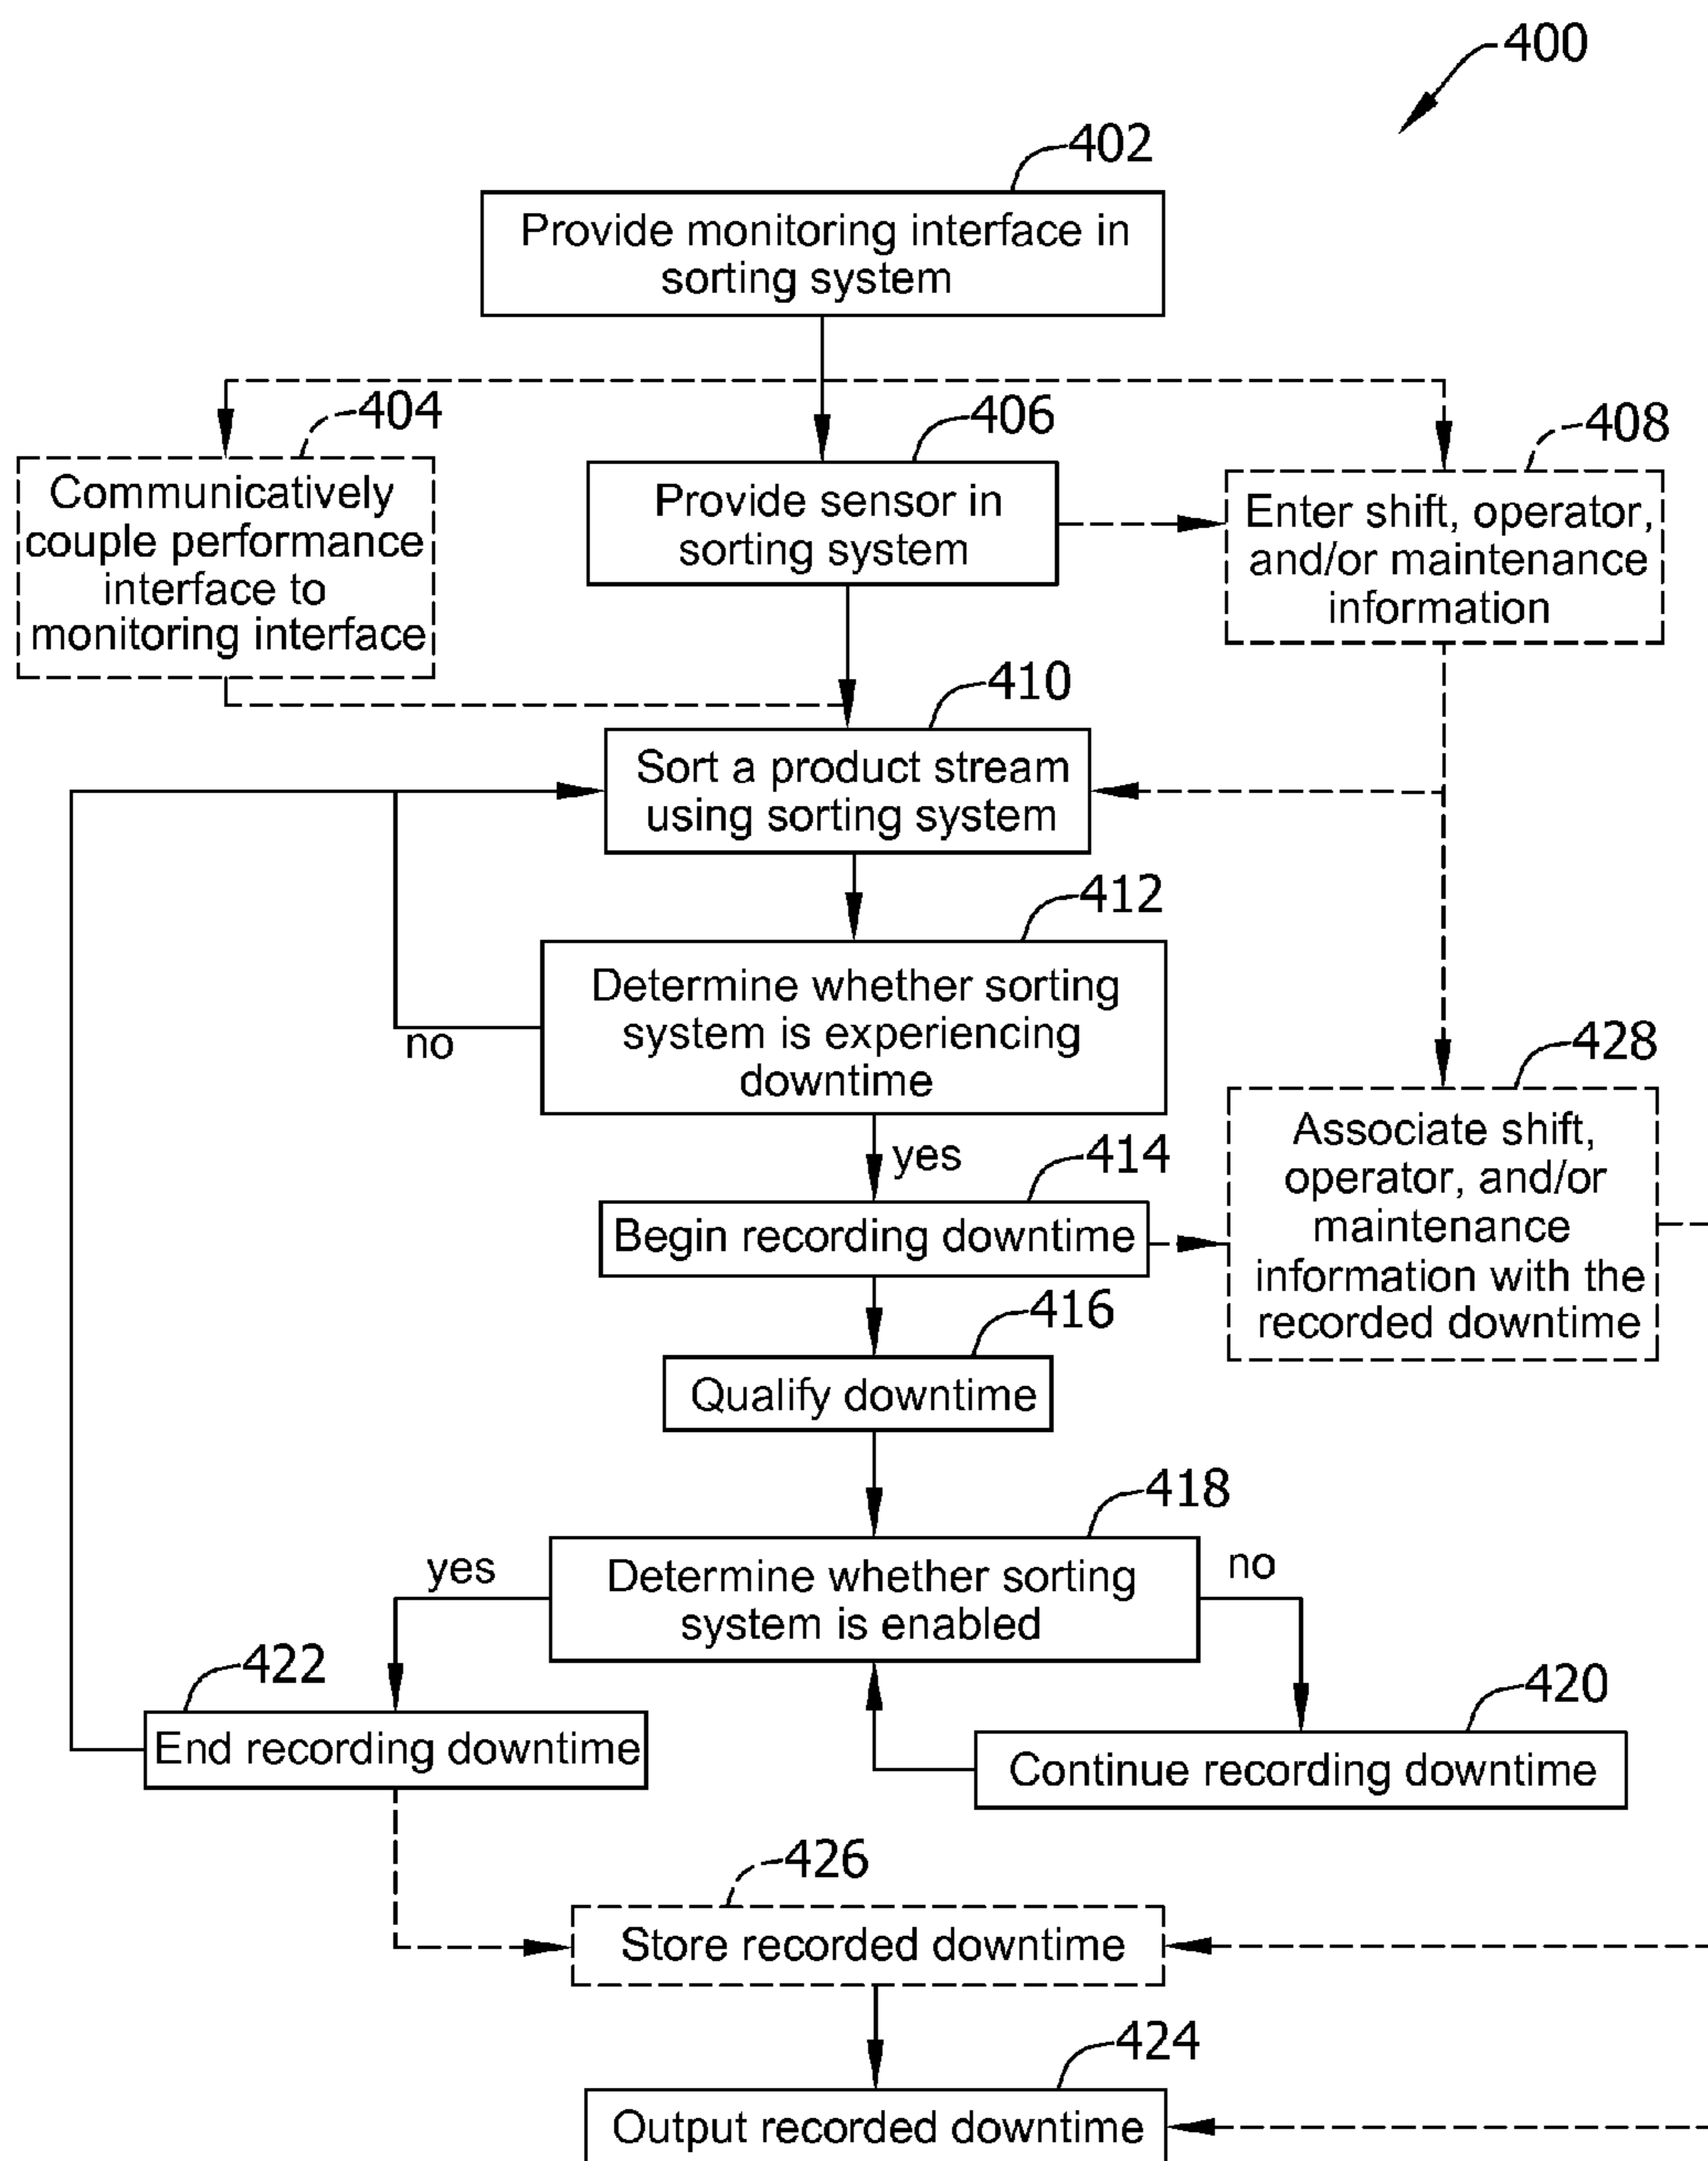 400
402
Provide monitoring interface in
sorting system
404
406
408
Communicatively
couple performance
interface to
monitoring interface
Provide sensor in
sorting system
Enter shift, operator,
and/or maintenance
information
410
Sort a product stream
using sorting system
412
Determine whether sorting
system is experiencing
downtime
no
yes
414
428
Begin recording downtime
Associate shift,
operator, and/or
maintenance
information with the
recorded downtime
416
Qualify downtime
418
Determine whether sorting
system is enabled
yes
no
422
End recording downtime
420
Continue recording downtime
426
Store recorded downtime
424
Output recorded downtime